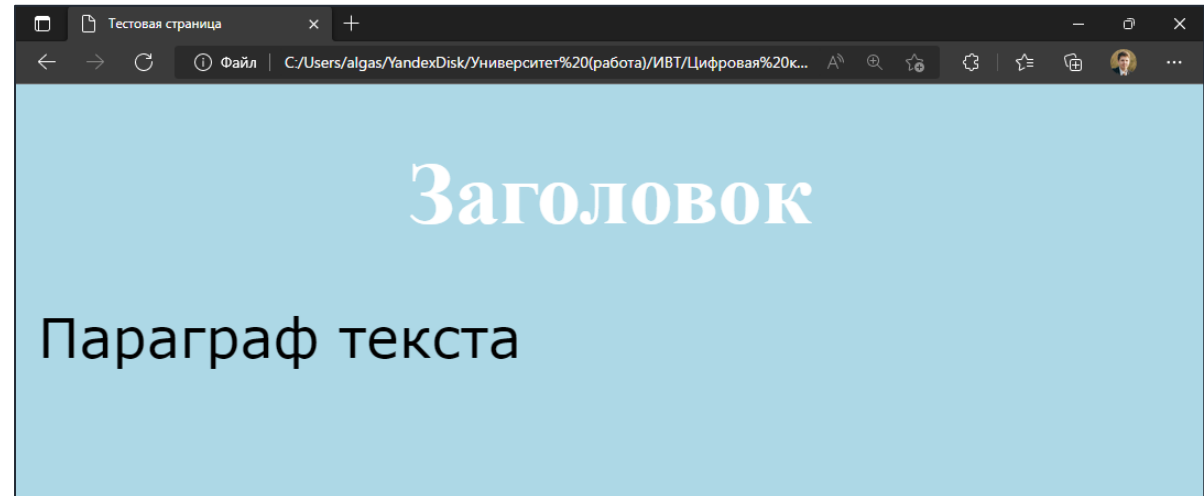 Тестовая страница
Файл C:/Users/algas/YandexDisk/Университет%20(работа)/ИВТ/Цифровая%20к...
Заголовок
Параграф текста